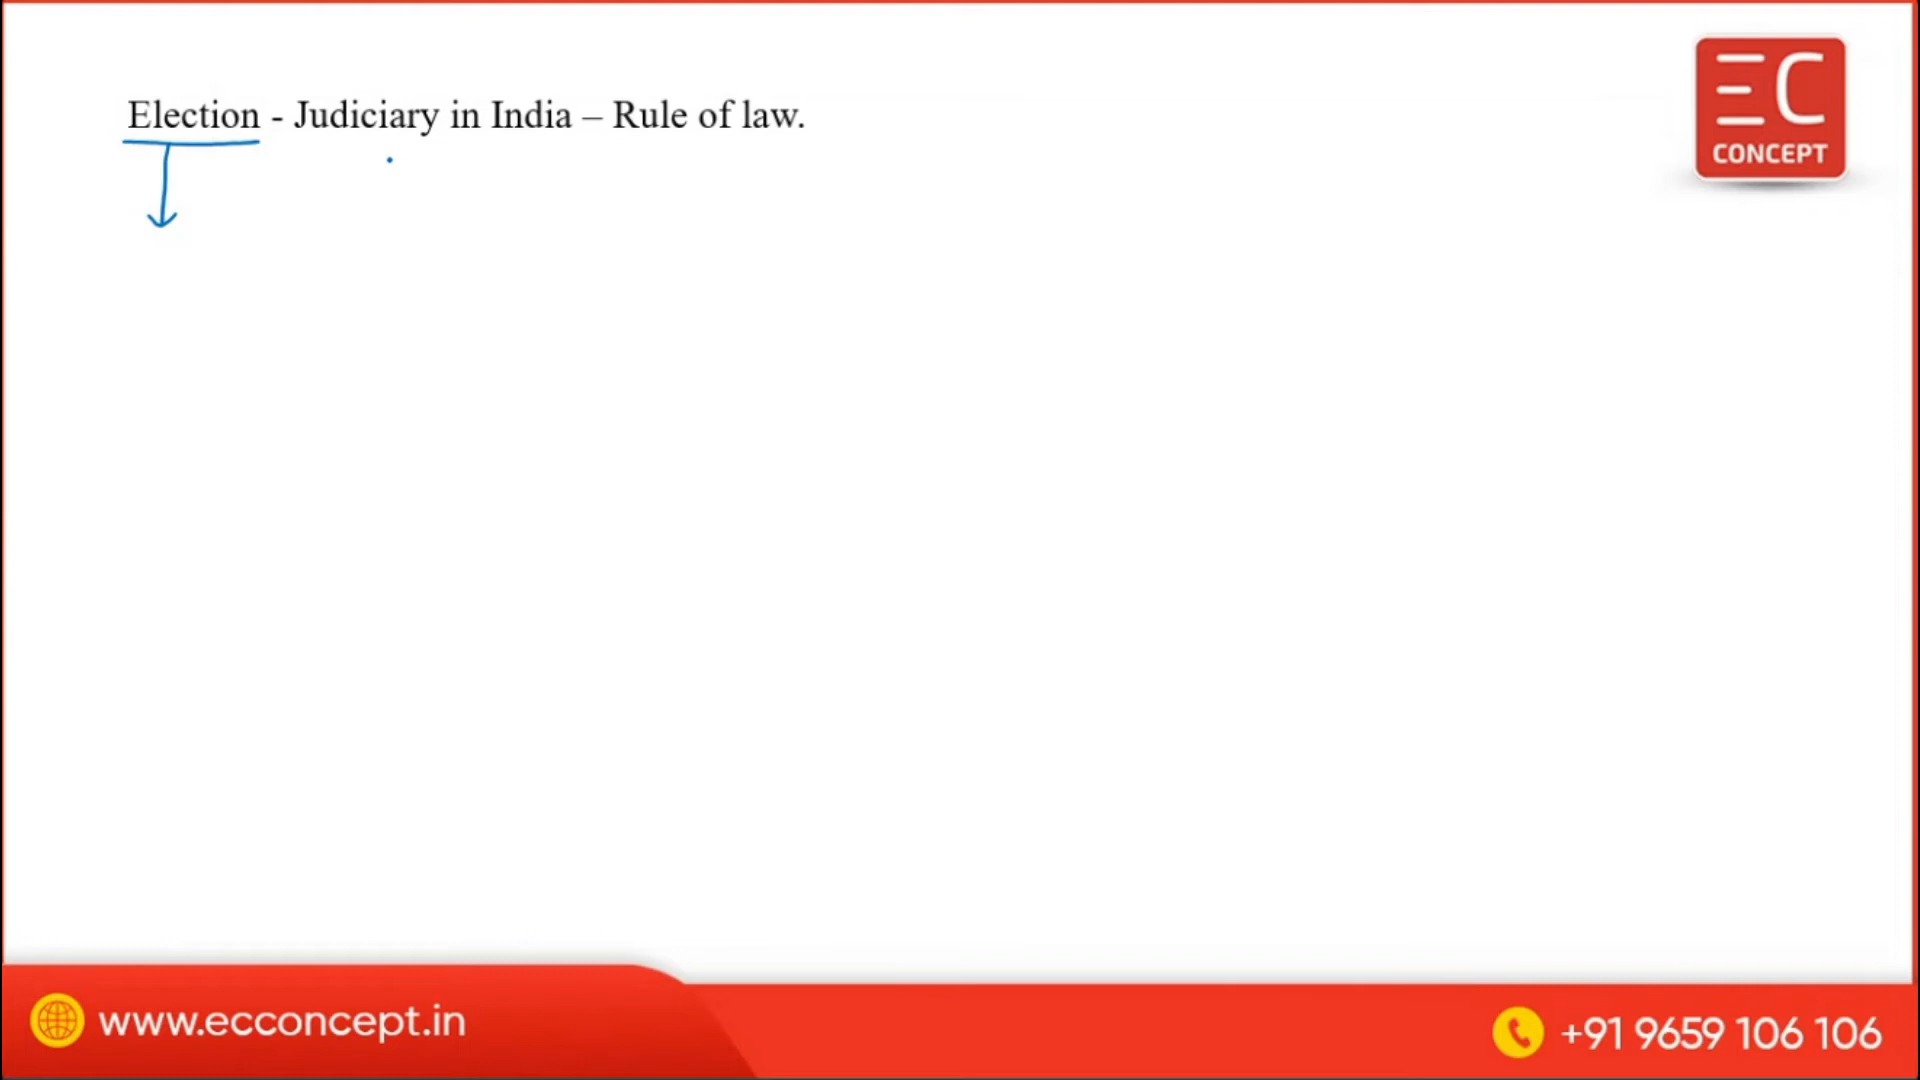 Election - Judiciary in India – Rule of law.
EC
CONCEPT
www.ecconcept.in
+91 9659 106 106